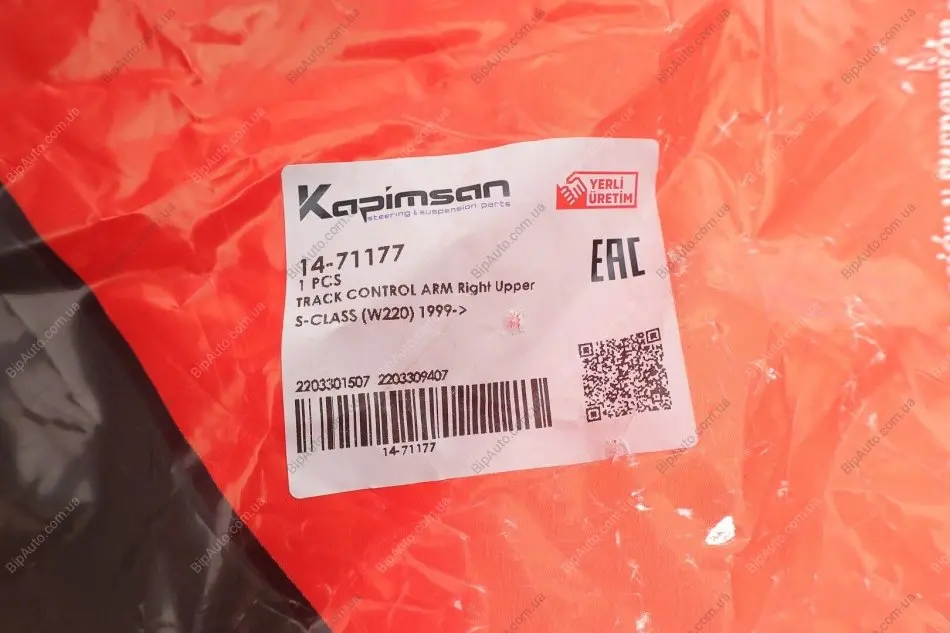 Kapimsan
steering & suspension parts
YERLİ
ÜRETİM
14-71177
1 PCS
TRACK CONTROL ARM Right Upper
S-CLASS (W220) 1999->
EAC
2203301507 2203309407
14-71177
BipAuto.com.ua